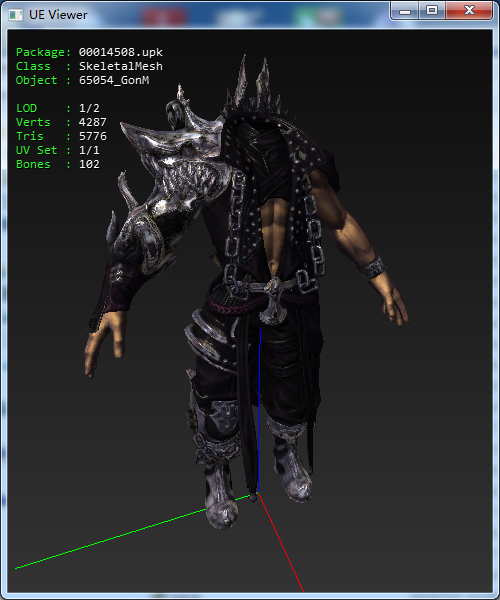 UE Viewer
Package: 00014508.upk
Class : SkeletalMesh
Object : 65054_GonM
LOD : 1/2
Verts : 4287
Tris : 5776
UV Set : 1/1
Bones : 102